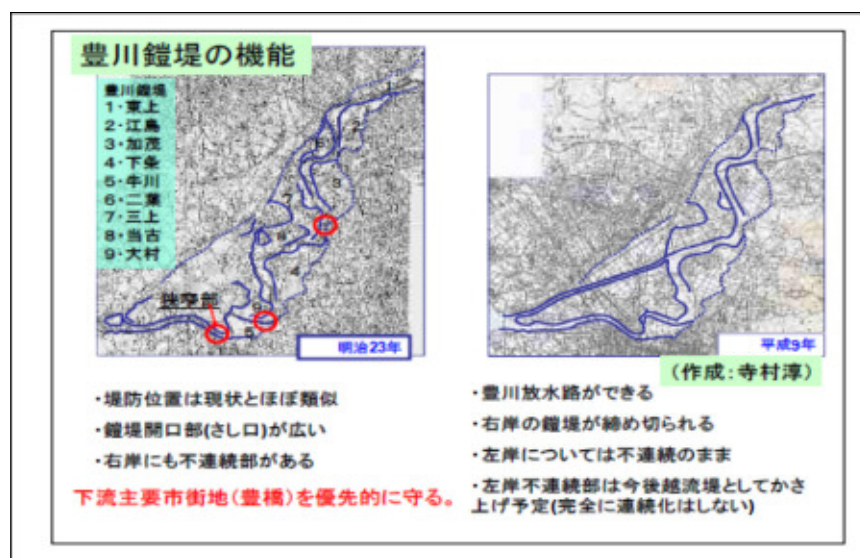 豊川鎧堤の機能
豊川鎧堤
1・東上
2・江島
3・加茂
4・下条
5・牛川
6・二葉
7・三上
8・当古
9・大村
狭窄部
明治23年
・堤防位置は現状とほぼ類似
・鎧堤開口部(さし口)が広い
・右岸にも不連続部がある
下流主要市街地(豊橋)を優先的に守る。
平成9年
(作成:寺村淳)
・豊川放水路ができる
・右岸の鎧堤が締め切られる
・左岸については不連続のまま
・左岸不連続部は今後越流堤としてかさ
上げ予定(完全に連続化はしない)